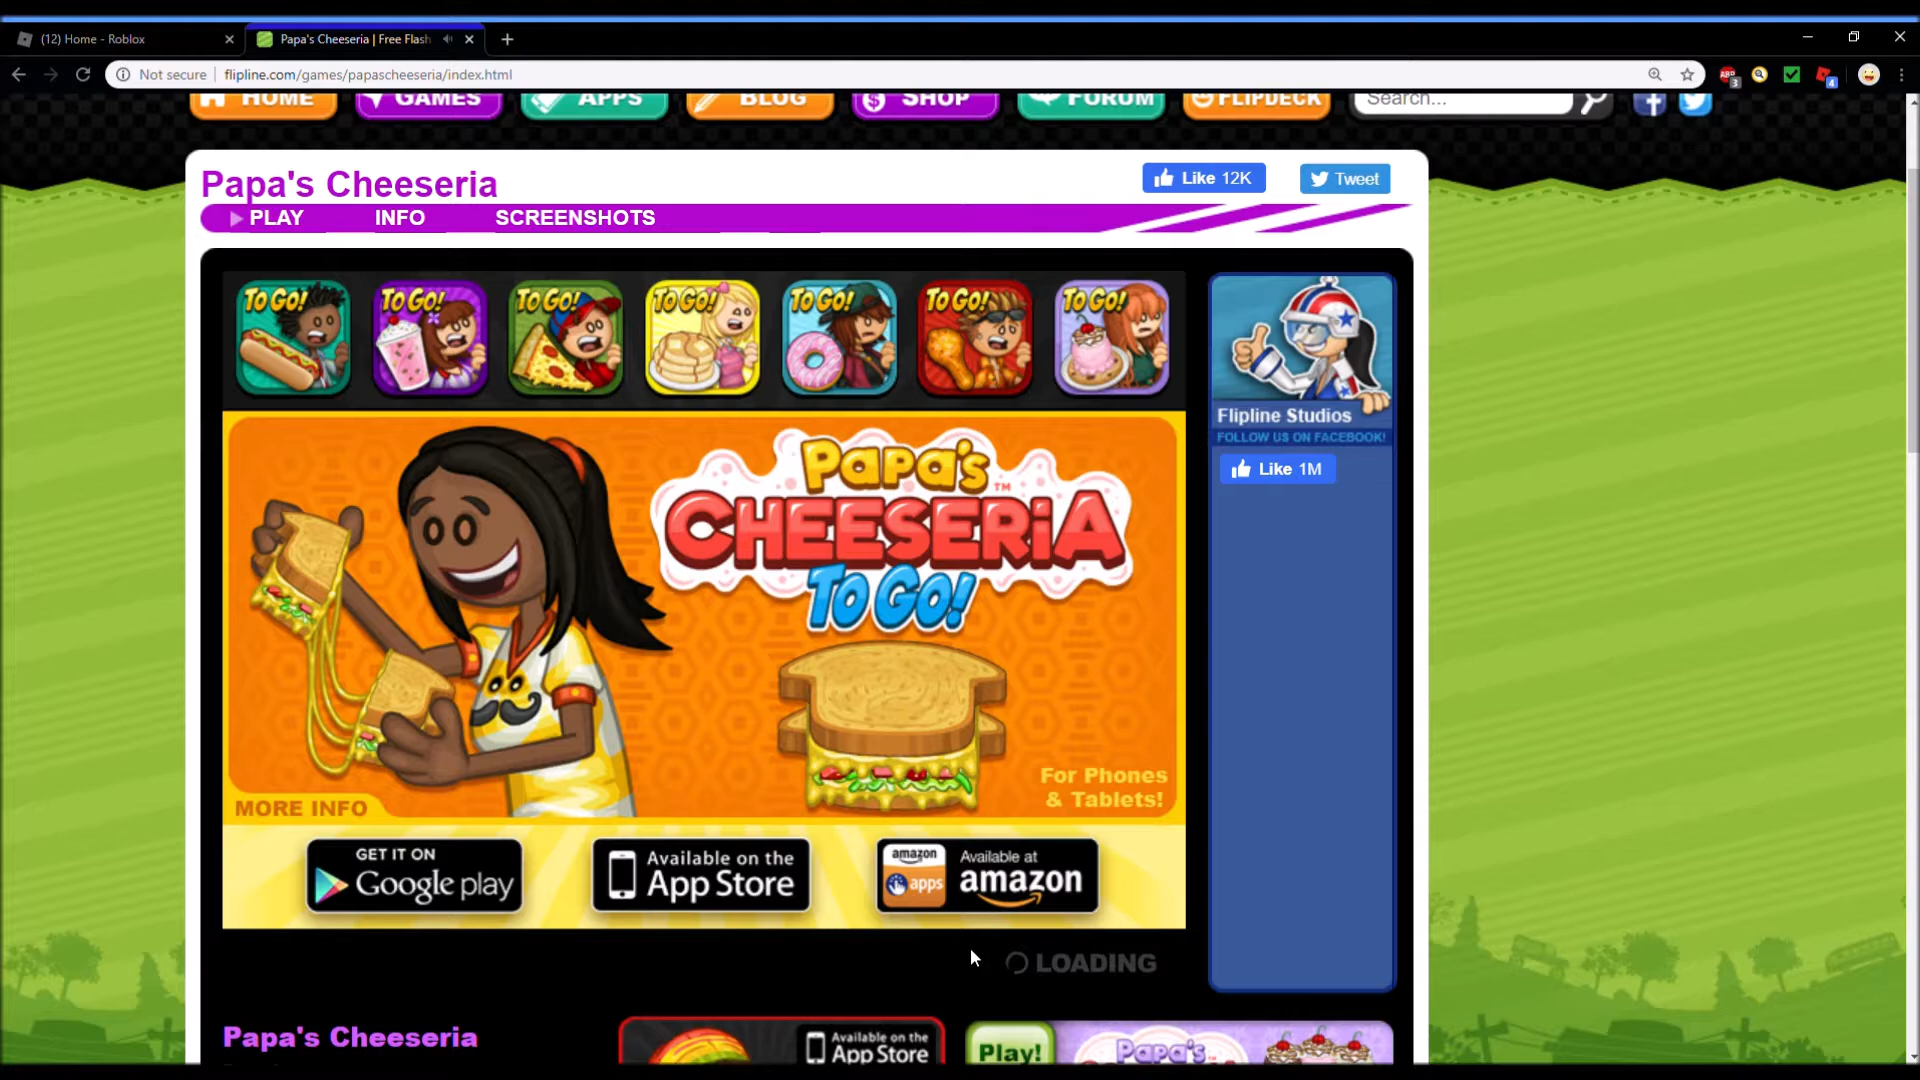 (12) Home - Roblox
Papa's Cheeseria | Free Flash
Not secure
flipline.com/games/papascheeseria/index.html
ABP
3
4
HOME
GAMES
APPS
BLOG
SHOP
FORUM
FLIPDECK
Search...
Papa's Cheeseria
Like 12K
Tweet
PLAY
INFO
SCREENSHOTS
TO GO!
TO GO!
TO GO!
TO GO!
TO GO!
TO GO!
TO GO!
Flipline Studios
FOLLOW US ON FACEBOOK!
Like 1M
Papa's
CHEESERiA
TM
TO GO!
For Phones
& Tablets!
MORE INFO
GET IT ON
Google play
Available on the
App Store
amazon
apps
Available at
amazon
LOADING
Papa's Cheeseria
Available on the
App Store
Play!
Papa's